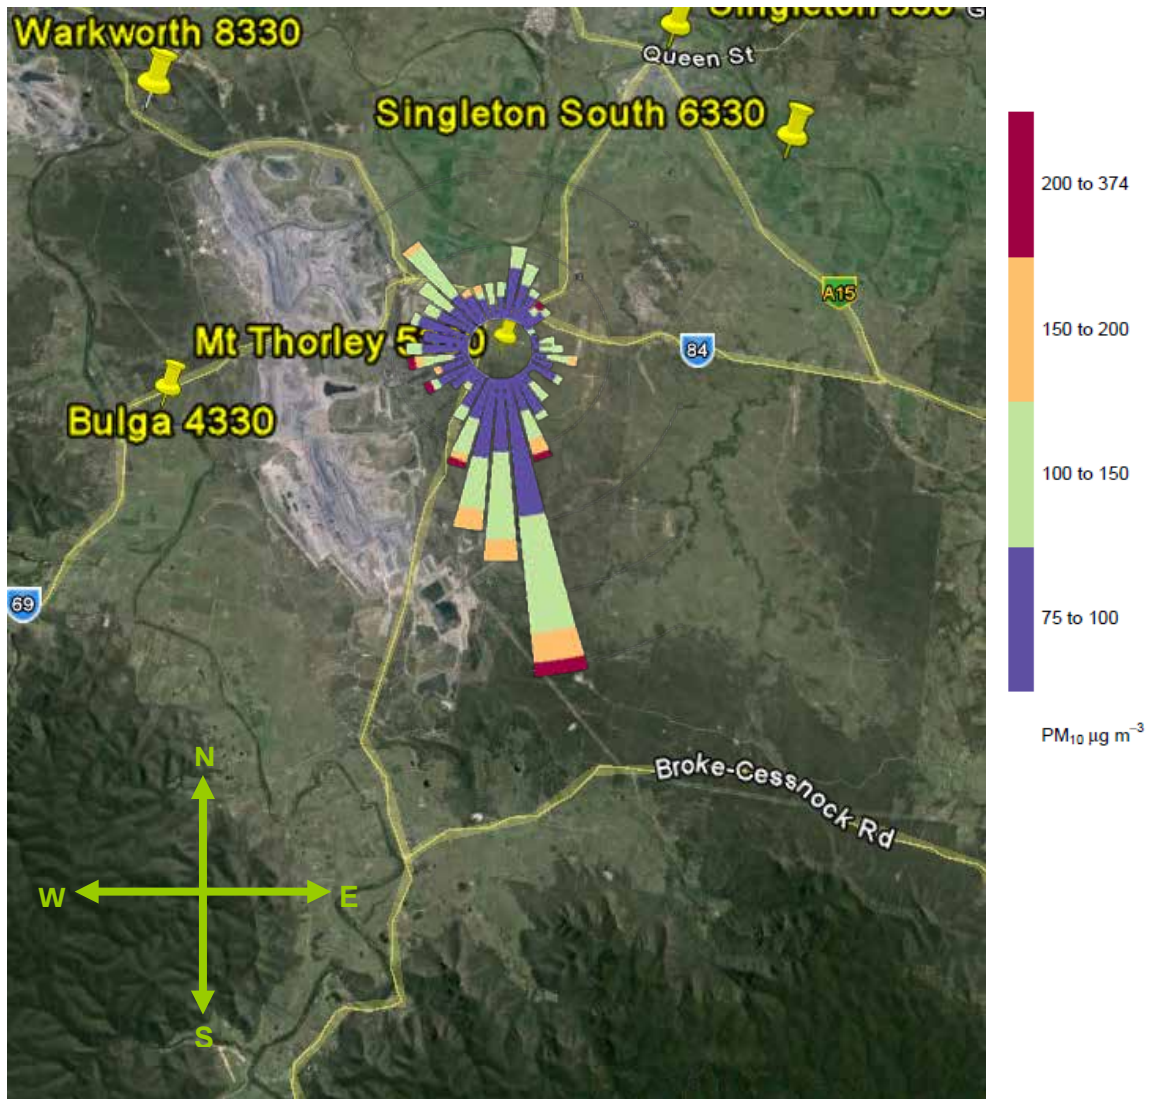 Warkworth 8330
Queen St
Singleton South 6330
200 to 374
A15
150 to 200
Mt Thorley
84
Bulga 4330
100 to 150
69
75 to 100
PM10 µg m⁻³
N
Broke-Cessnock Rd
W
E
S